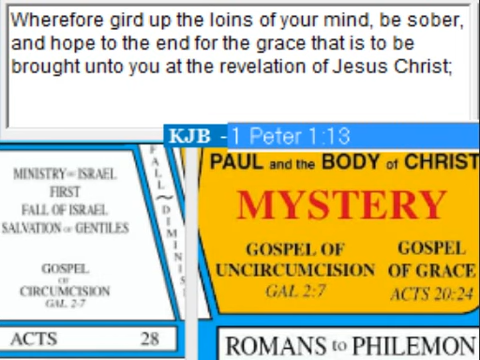 Wherefore gird up the loins of your mind, be sober,
and hope to the end for the grace that is to be
brought unto you at the revelation of Jesus Christ;
KJB - 1 Peter 1:13
MINISTRY OF ISRAEL
FIRST
FALL OF ISRAEL
SALVATION OF GENTILES
GOSPEL
OF
CIRCUMCISION
GAL 2-7
FALL ~ DIMINIS
PAUL and the BODY of CHRIST
MYSTERY
GOSPEL OF
UNCIRCUMCISION
GAL 2:7
GOSPEL
OF GRACE
ACTS 20:24
ACTS 28
ROMANS to PHILEMON